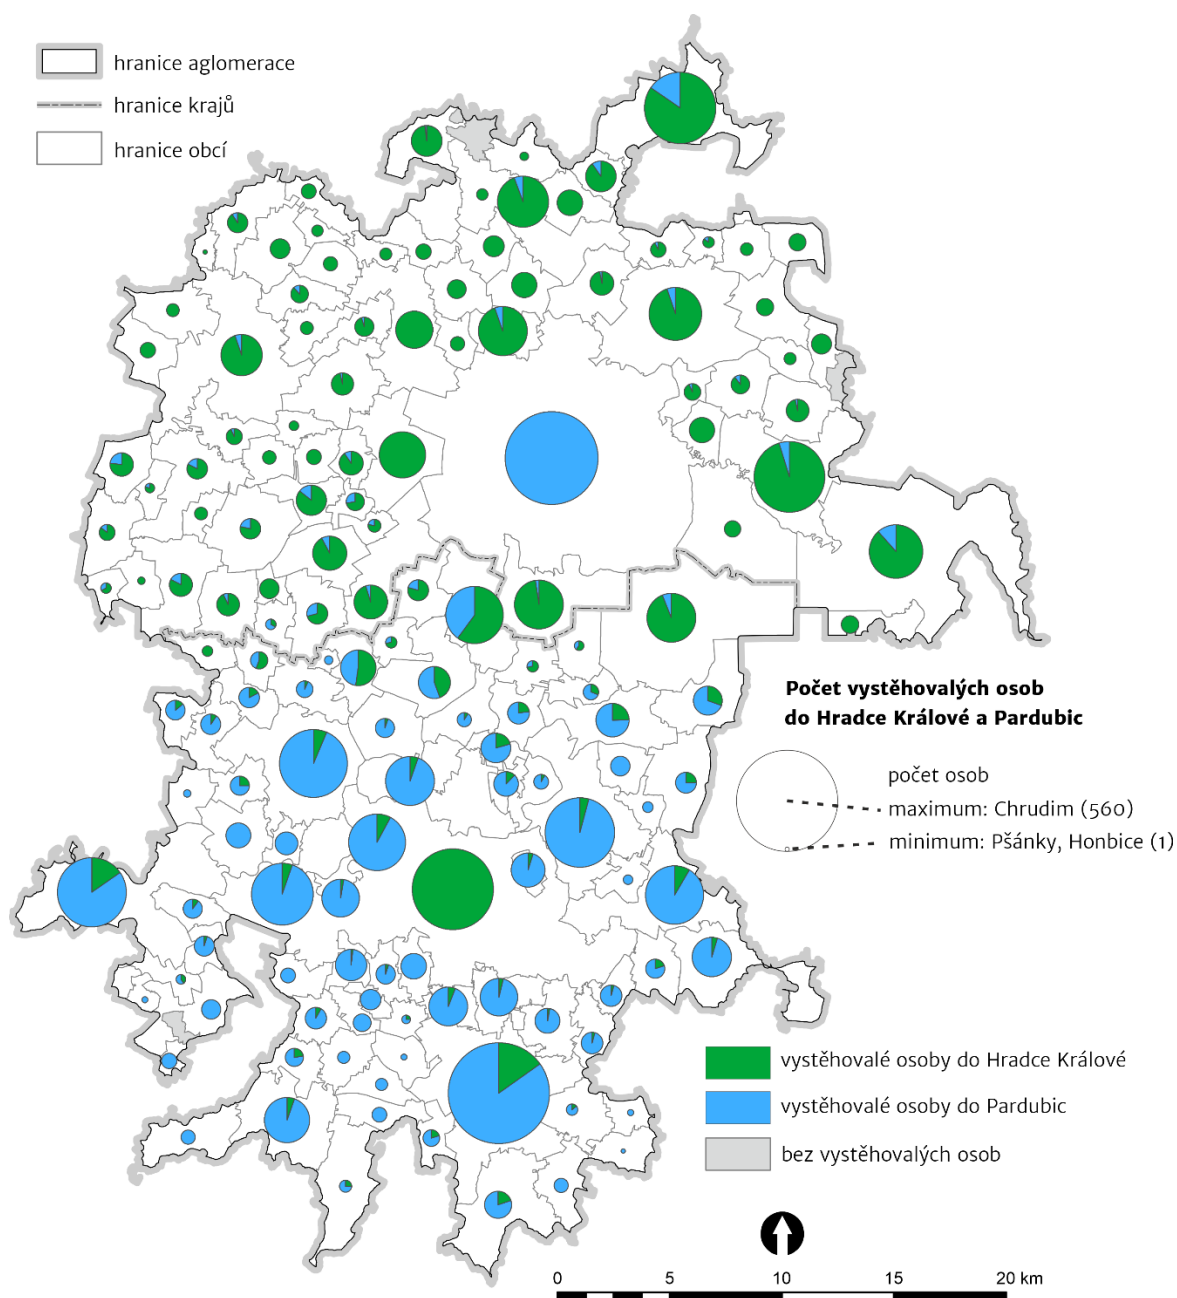 hranice aglomerace
hranice krajů
hranice obcí
Počet vystěhovalých osob
do Hradce Králové a Pardubic
počet osob
maximum: Chrudim (560)
minimum: Pšánky, Honbice (1)
vystěhovalé osoby do Hradce Králové
vystěhovalé osoby do Pardubic
bez vystěhovalých osob
0 5 10 15 20 km